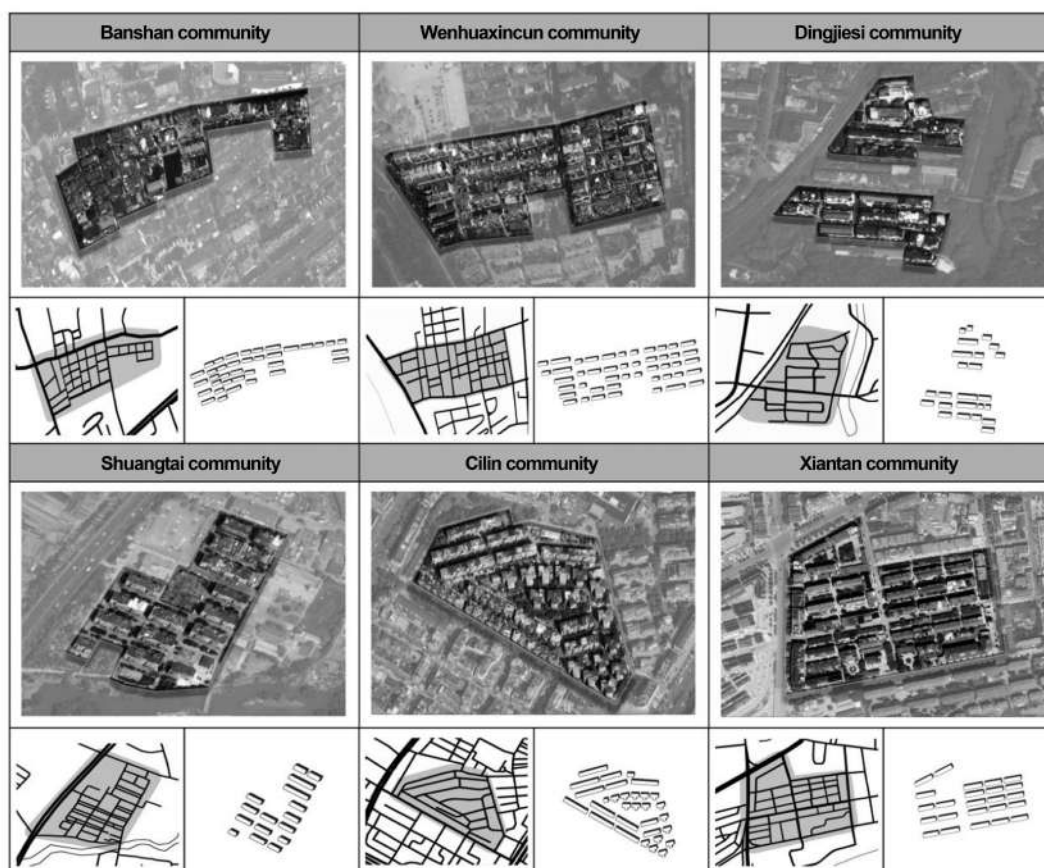 Banshan community
Wenhuaxincun community
Dingjiesi community
Shuangtai community
Cilin community
Xiantan community